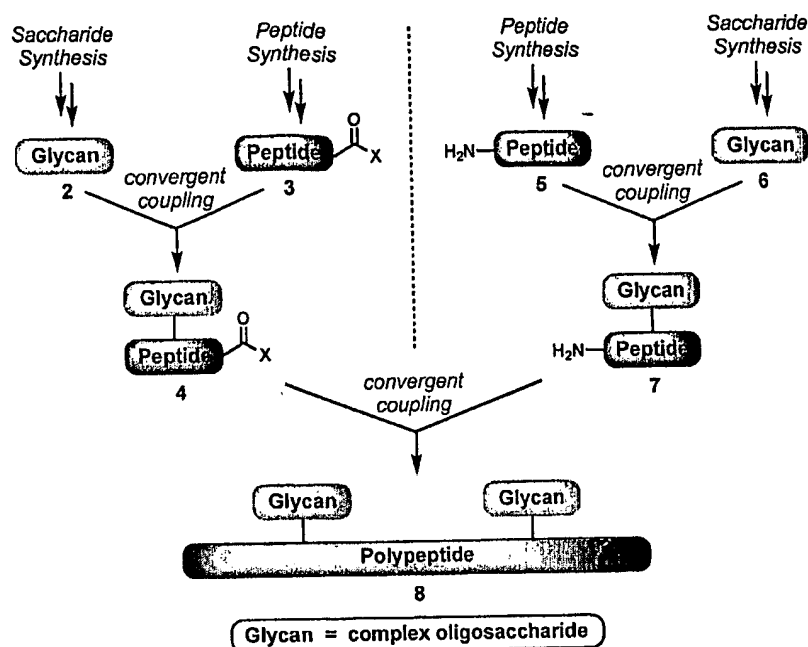 Saccharide
Synthesis
Peptide
Synthesis
Peptide
Synthesis
Saccharide
Synthesis
Glycan
2
Peptide
O
X
3
H₂N
Peptide
5
Glycan
6
convergent
coupling
convergent
coupling
Glycan
Peptide
O
X
4
Glycan
H₂N
Peptide
7
convergent
coupling
Glycan
Glycan
Polypeptide
8
Glycan = complex oligosaccharide